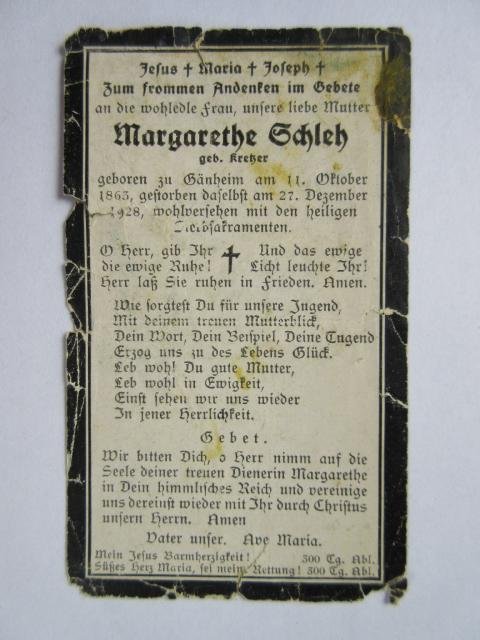 Jesus † Maria † Joseph †
Zum frommen Andenken im Gebete
an die wohledle Frau, unsere liebe Mutter
Margarethe Schleh
geb. Kretzer
geboren zu Gänheim am 11. Oktober
1863, gestorben daselbst am 27. Dezember
1928, wohlversehen mit den heiligen
Sterbsakramenten.
O Herr, gib Ihr † Und das ewige
die ewige Ruhe! Licht leuchte Ihr!
Herr laß Sie ruhen in Frieden. Amen.
Wie sorgtest Du für unsere Jugend,
Mit deinem treuen Mutterblick,
Dein Wort, Dein Beispiel, Deine Tugend
Erzog uns zu des Lebens Glück.
Leb wohl! Du gute Mutter,
Leb wohl in Ewigkeit,
Einst sehen wir uns wieder
In jener Herrlichkeit.
Gebet.
Wir bitten Dich, o Herr nimm auf die
Seele deiner treuen Dienerin Margarethe
in Dein himmlisches Reich und vereinige
uns dereinst wieder mit Ihr durch Christus
unsern Herrn. Amen
Vater unser. Ave Maria.
Mein Jesus Barmherzigkeit! 300 Tg. Abl.
Süßes Herz Maria, sei meine Rettung! 300 Tg. Abl.